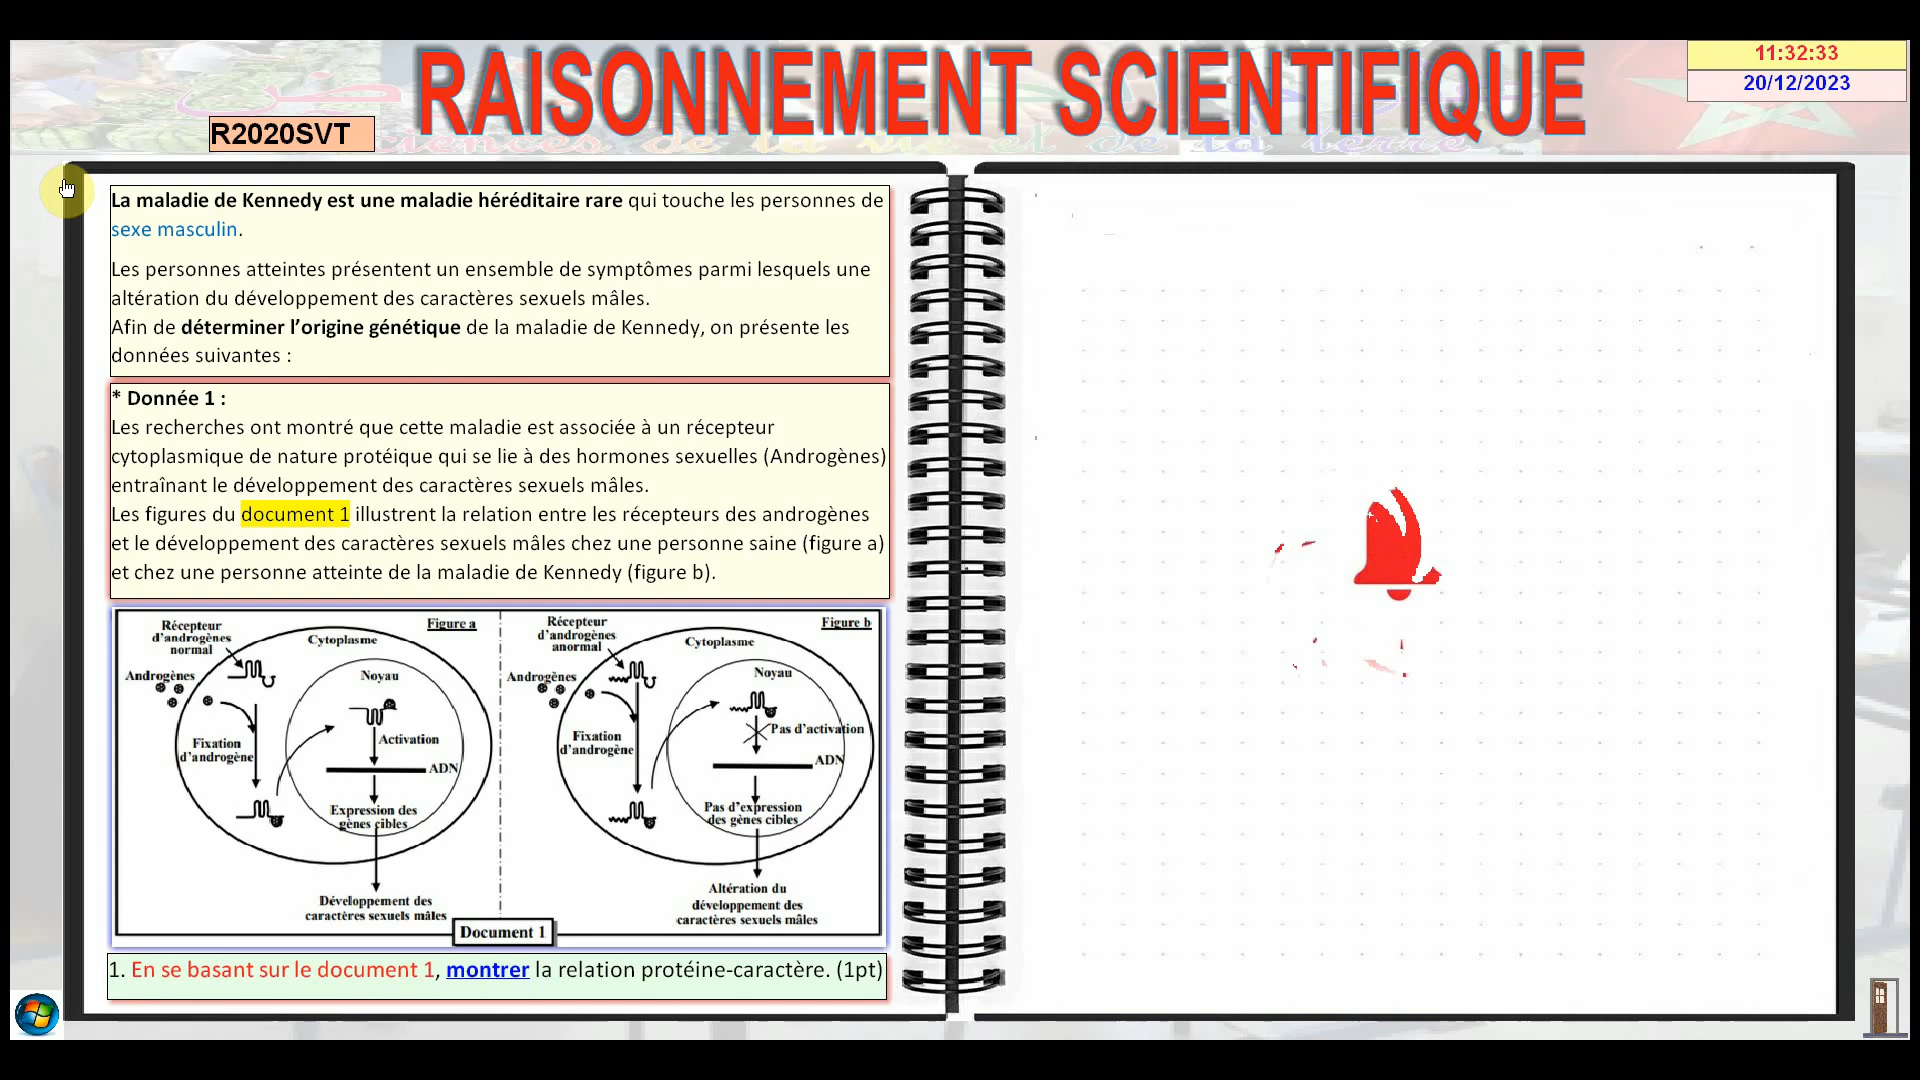 RAISONNEMENT SCIENTIFIQUE
11:32:33
20/12/2023
R2020SVT
La maladie de Kennedy est une maladie héréditaire rare qui touche les personnes de
sexe masculin.
Les personnes atteintes présentent un ensemble de symptômes parmi lesquels une
altération du développement des caractères sexuels mâles.
Afin de déterminer l’origine génétique de la maladie de Kennedy, on présente les
données suivantes :
* Donnée 1 :
Les recherches ont montré que cette maladie est associée à un récepteur
cytoplasmique de nature protéique qui se lie à des hormones sexuelles (Androgènes)
entraînant le développement des caractères sexuels mâles.
Les figures du document 1 illustrent la relation entre les récepteurs des androgènes
et le développement des caractères sexuels mâles chez une personne saine (figure a)
et chez une personne atteinte de la maladie de Kennedy (figure b).
Figure a
Récepteur
d’androgènes
normal
Cytoplasme
Androgènes
Noyau
Fixation
d’androgène
Activation
ADN
Expression des
gènes cibles
Développement des
caractères sexuels mâles
Figure b
Récepteur
d’androgènes
anormal
Cytoplasme
Androgènes
Noyau
Fixation
d’androgène
Pas d’activation
ADN
Pas d’expression
des gènes cibles
Altération du
développement des
caractères sexuels mâles
Document 1
1. En se basant sur le document 1, montrer la relation protéine-caractère. (1pt)